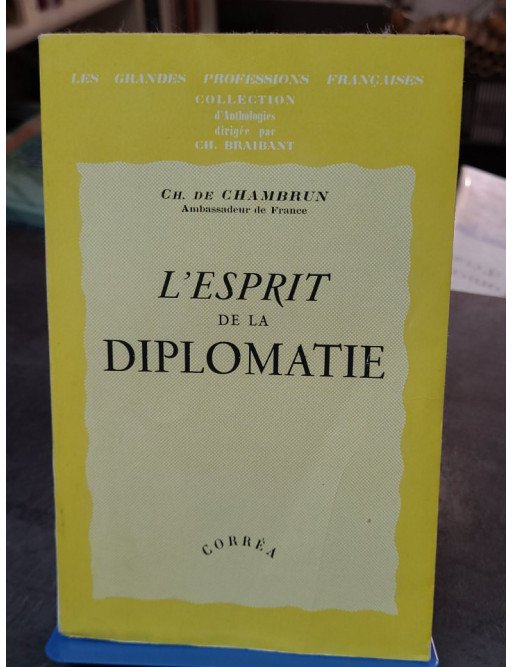 LES GRANDES PROFESSIONS FRANÇAISES
COLLECTION
d'Anthologies
dirigée par
CH. BRAIBANT
CH. DE CHAMBRUN
Ambassadeur de France
L'ESPRIT
DE LA
DIPLOMATIE
CORRÉA